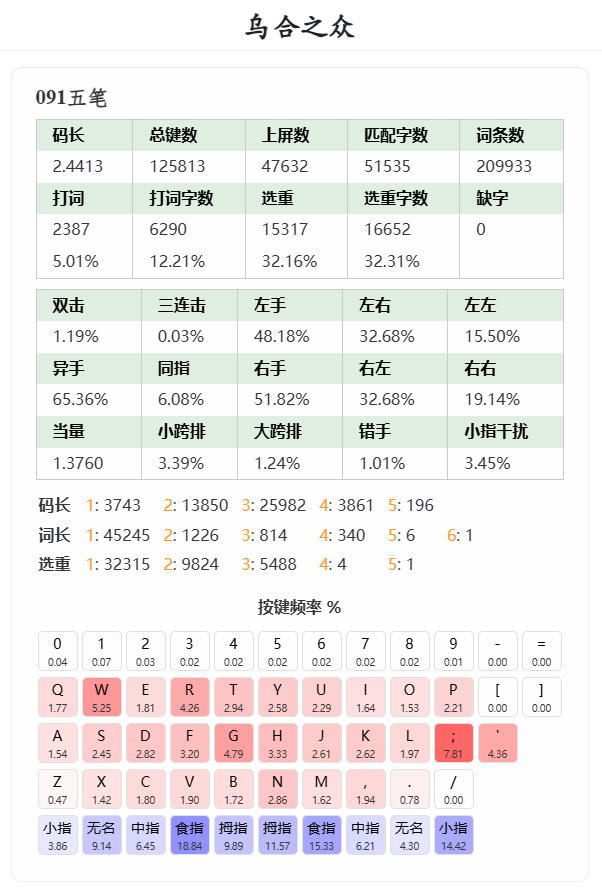 乌合之众
091五笔
码长 总键数 上屏数 匹配字数 词条数
2.4413 125813 47632 51535 209933
打词 打词字数 选重 选重字数 缺字
2387 6290 15317 16652 0
5.01% 12.21% 32.16% 32.31%
双击 三连击 左手 左右 左左
1.19% 0.03% 48.18% 32.68% 15.50%
异手 同指 右手 右左 右右
65.36% 6.08% 51.82% 32.68% 19.14%
当量 小跨排 大跨排 错手 小指干扰
1.3760 3.39% 1.24% 1.01% 3.45%
码长 1: 3743 2: 13850 3: 25982 4: 3861 5: 196
词长 1: 45245 2: 1226 3: 814 4: 340 5: 6 6: 1
选重 1: 32315 2: 9824 3: 5488 4: 4 5: 1
按键频率 %
0 1 2 3 4 5 6 7 8 9 - =
0.04 0.07 0.03 0.02 0.02 0.02 0.02 0.02 0.02 0.01 0.00 0.00
Q W E R T Y U I O P [ ]
1.77 5.25 1.81 4.26 2.94 2.58 2.29 1.64 1.53 2.21 0.00 0.00
A S D F G H J K L ; '
1.54 2.45 2.82 3.20 4.79 3.33 2.61 2.62 1.97 7.81 4.36
Z X C V B N M , . /
0.47 1.42 1.80 1.90 1.72 2.86 1.62 1.94 0.78 0.00
小指 无名 中指 食指 拇指 拇指 食指 中指 无名 小指
3.86 9.14 6.45 18.84 9.89 11.57 15.33 6.21 4.30 14.42